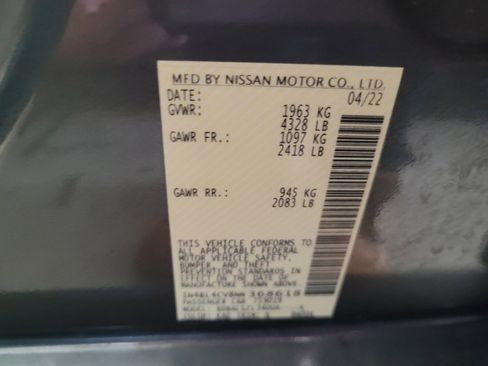 MFD BY NISSAN MOTOR CO., LTD.
DATE: 04/22
GVWR: 1963 KG
4328 LB
GAWR FR.: 1097 KG
2418 LB
GAWR RR.: 945 KG
2083 LB
THIS VEHICLE CONFORMS TO
ALL APPLICABLE FEDERAL
MOTOR VEHICLE SAFETY,
BUMPER, AND THEFT
PREVENTION STANDARDS IN
EFFECT ON THE DATE OF
MANUFACTURE SHOWN ABOVE.
PASSENGER CAR